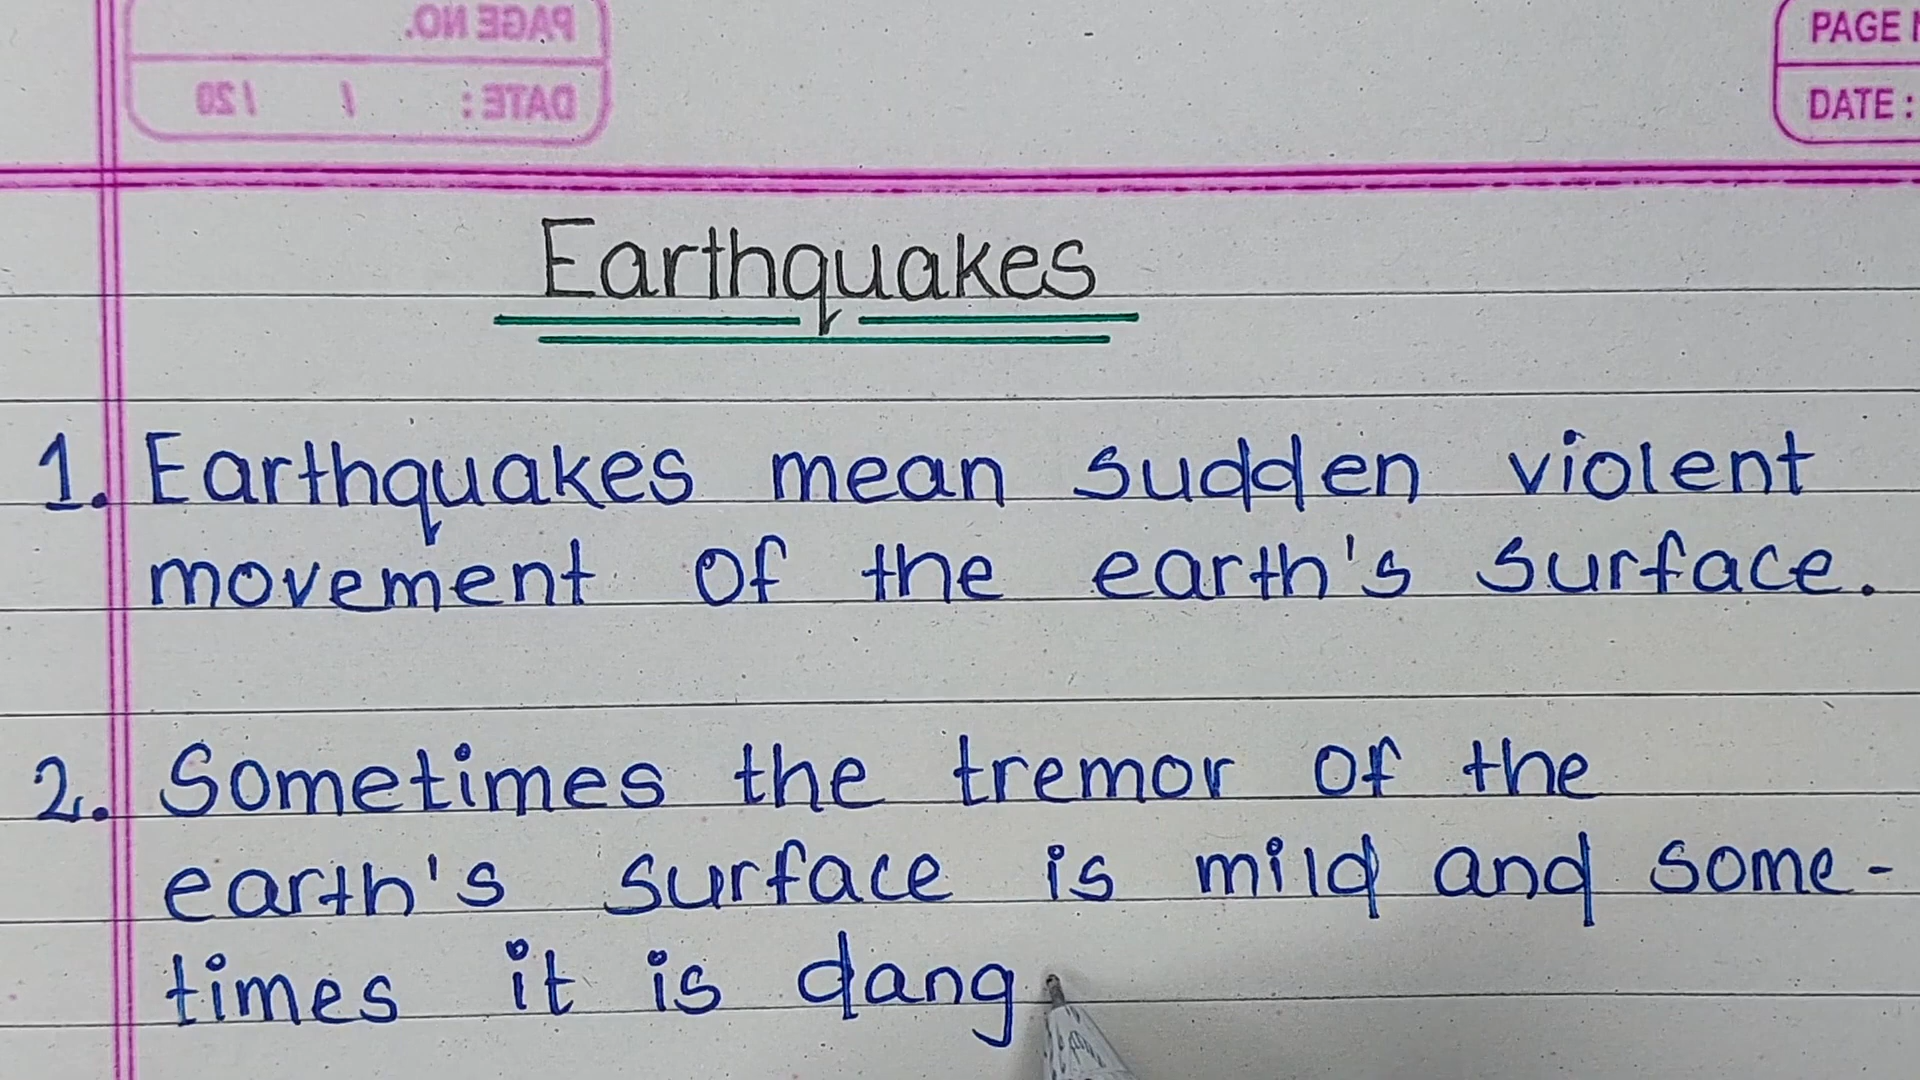 PAGE NO.
DATE : / /20
PAGE
DATE :
Earthquakes
1. Earthquakes mean sudden violent
movement of the earth's surface.
2. Sometimes the tremor of the
earth's surface is mild and some-
times it is dang